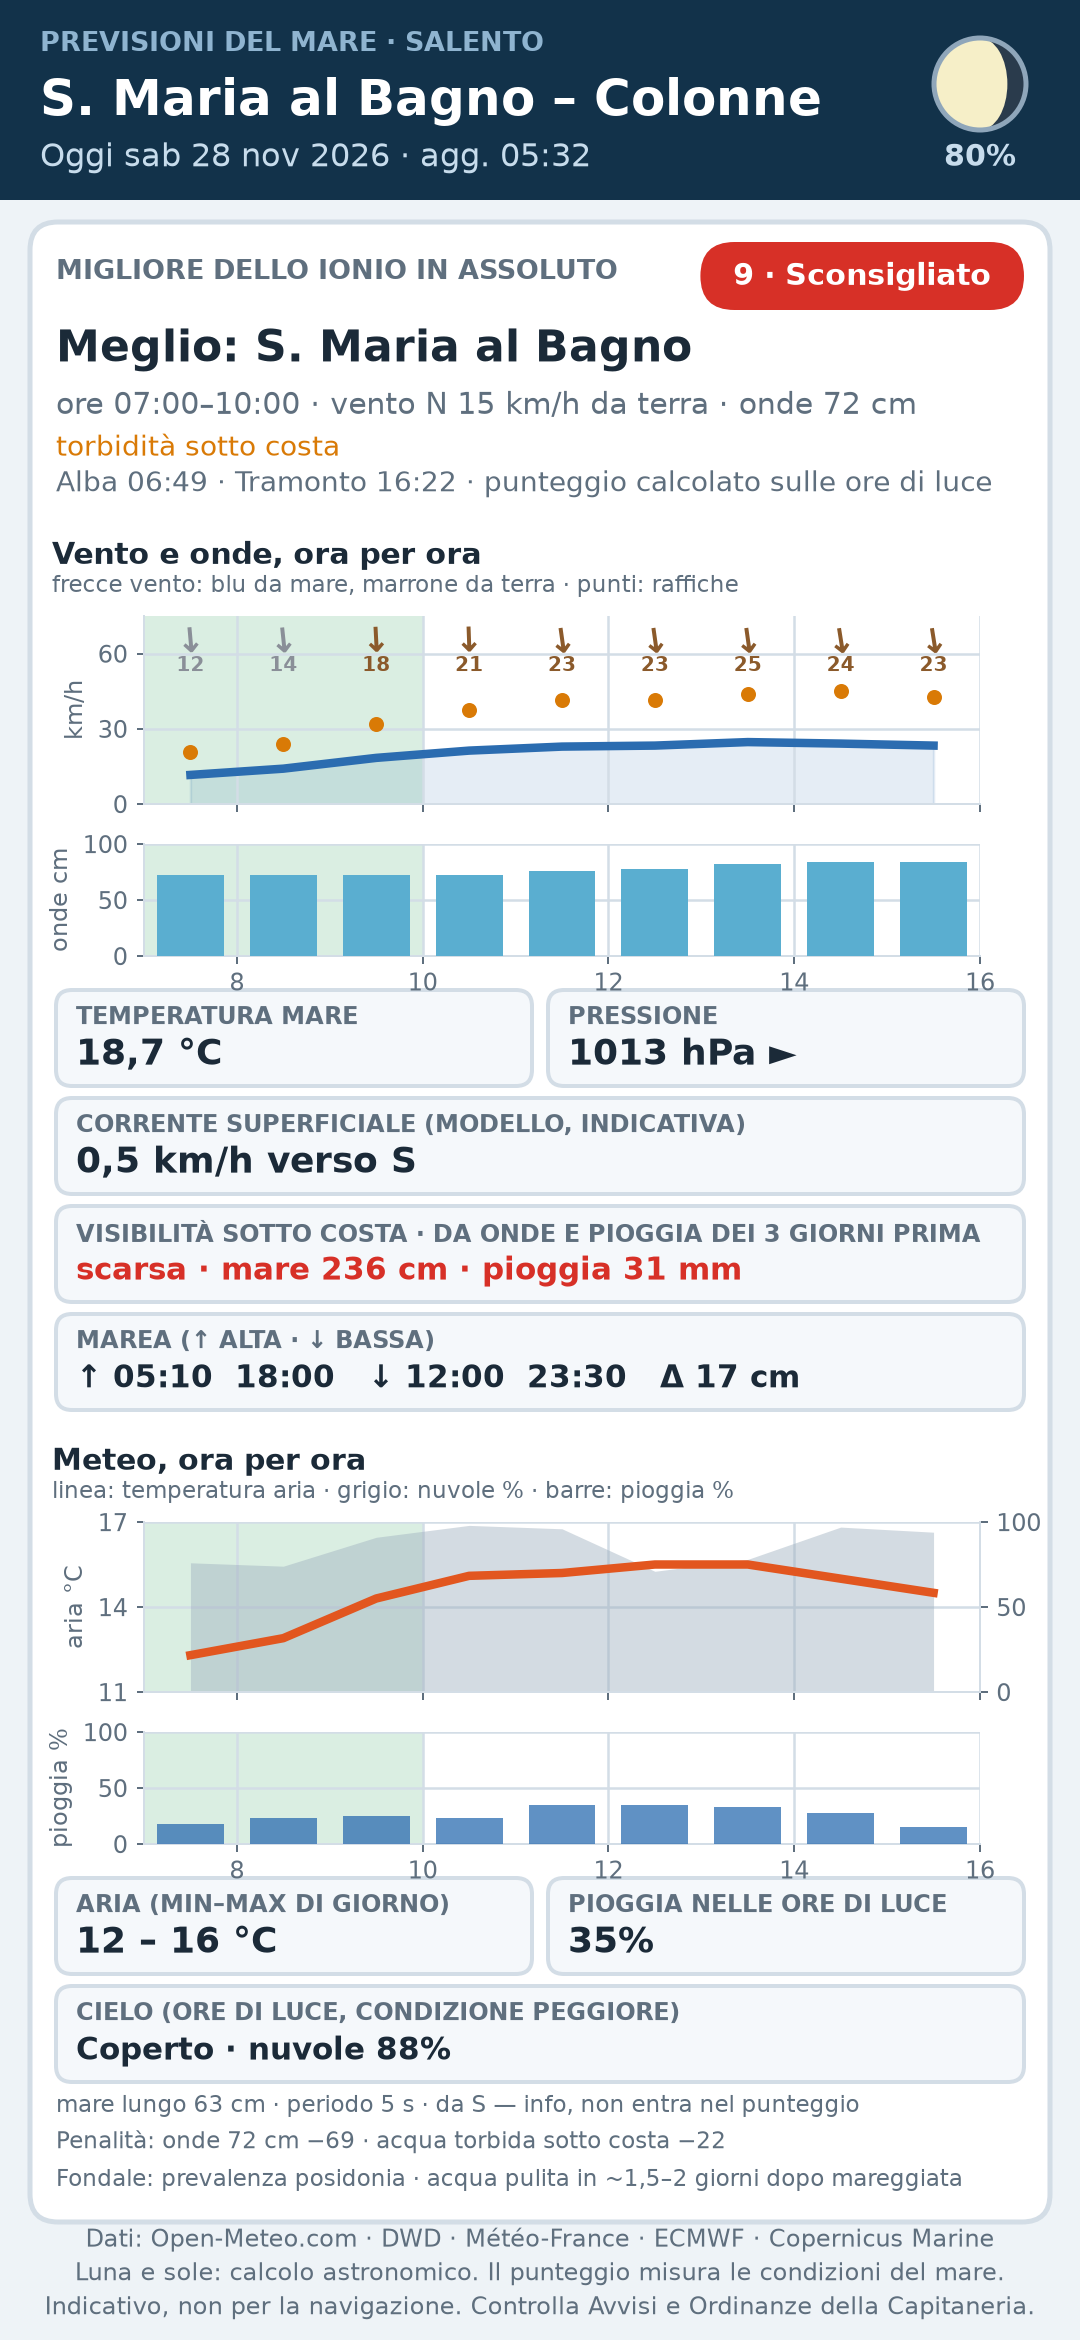 PREVISIONI DEL MARE · SALENTO
S. Maria al Bagno – Colonne
Oggi sab 28 nov 2026 · agg. 05:32
80%
MIGLIORE DELLO IONIO IN ASSOLUTO
9 · Sconsigliato
Meglio: S. Maria al Bagno
ore 07:00–10:00 · vento N 15 km/h da terra · onde 72 cm
torbidità sotto costa
Alba 06:49 · Tramonto 16:22 · punteggio calcolato sulle ore di luce
Vento e onde, ora per ora
frecce vento: blu da mare, marrone da terra · punti: raffiche
km/h
60
30
0
12 14 18 21 23 23 25 24 23
onde cm
100
50
0
8 10 12 14 16
TEMPERATURA MARE
18,7 °C
PRESSIONE
1013 hPa ►
CORRENTE SUPERFICIALE (MODELLO, INDICATIVA)
0,5 km/h verso S
VISIBILITÀ SOTTO COSTA · DA ONDE E PIOGGIA DEI 3 GIORNI PRIMA
scarsa · mare 236 cm · pioggia 31 mm
MAREA (↑ ALTA · ↓ BASSA)
↑ 05:10 18:00 ↓ 12:00 23:30 Δ 17 cm
Meteo, ora per ora
linea: temperatura aria · grigio: nuvole % · barre: pioggia %
aria °C
17
14
11
100
50
0
pioggia %
100
50
0
8 10 12 14 16
ARIA (MIN–MAX DI GIORNO)
12 – 16 °C
PIOGGIA NELLE ORE DI LUCE
35%
CIELO (ORE DI LUCE, CONDIZIONE PEGGIORE)
Coperto · nuvole 88%
mare lungo 63 cm · periodo 5 s · da S — info, non entra nel punteggio
Penalità: onde 72 cm −69 · acqua torbida sotto costa −22
Fondale: prevalenza posidonia · acqua pulita in ~1,5–2 giorni dopo mareggiata
Dati: Open-Meteo.com · DWD · Météo-France · ECMWF · Copernicus Marine
Luna e sole: calcolo astronomico. Il punteggio misura le condizioni del mare.
Indicativo, non per la navigazione. Controlla Avvisi e Ordinanze della Capitaneria.